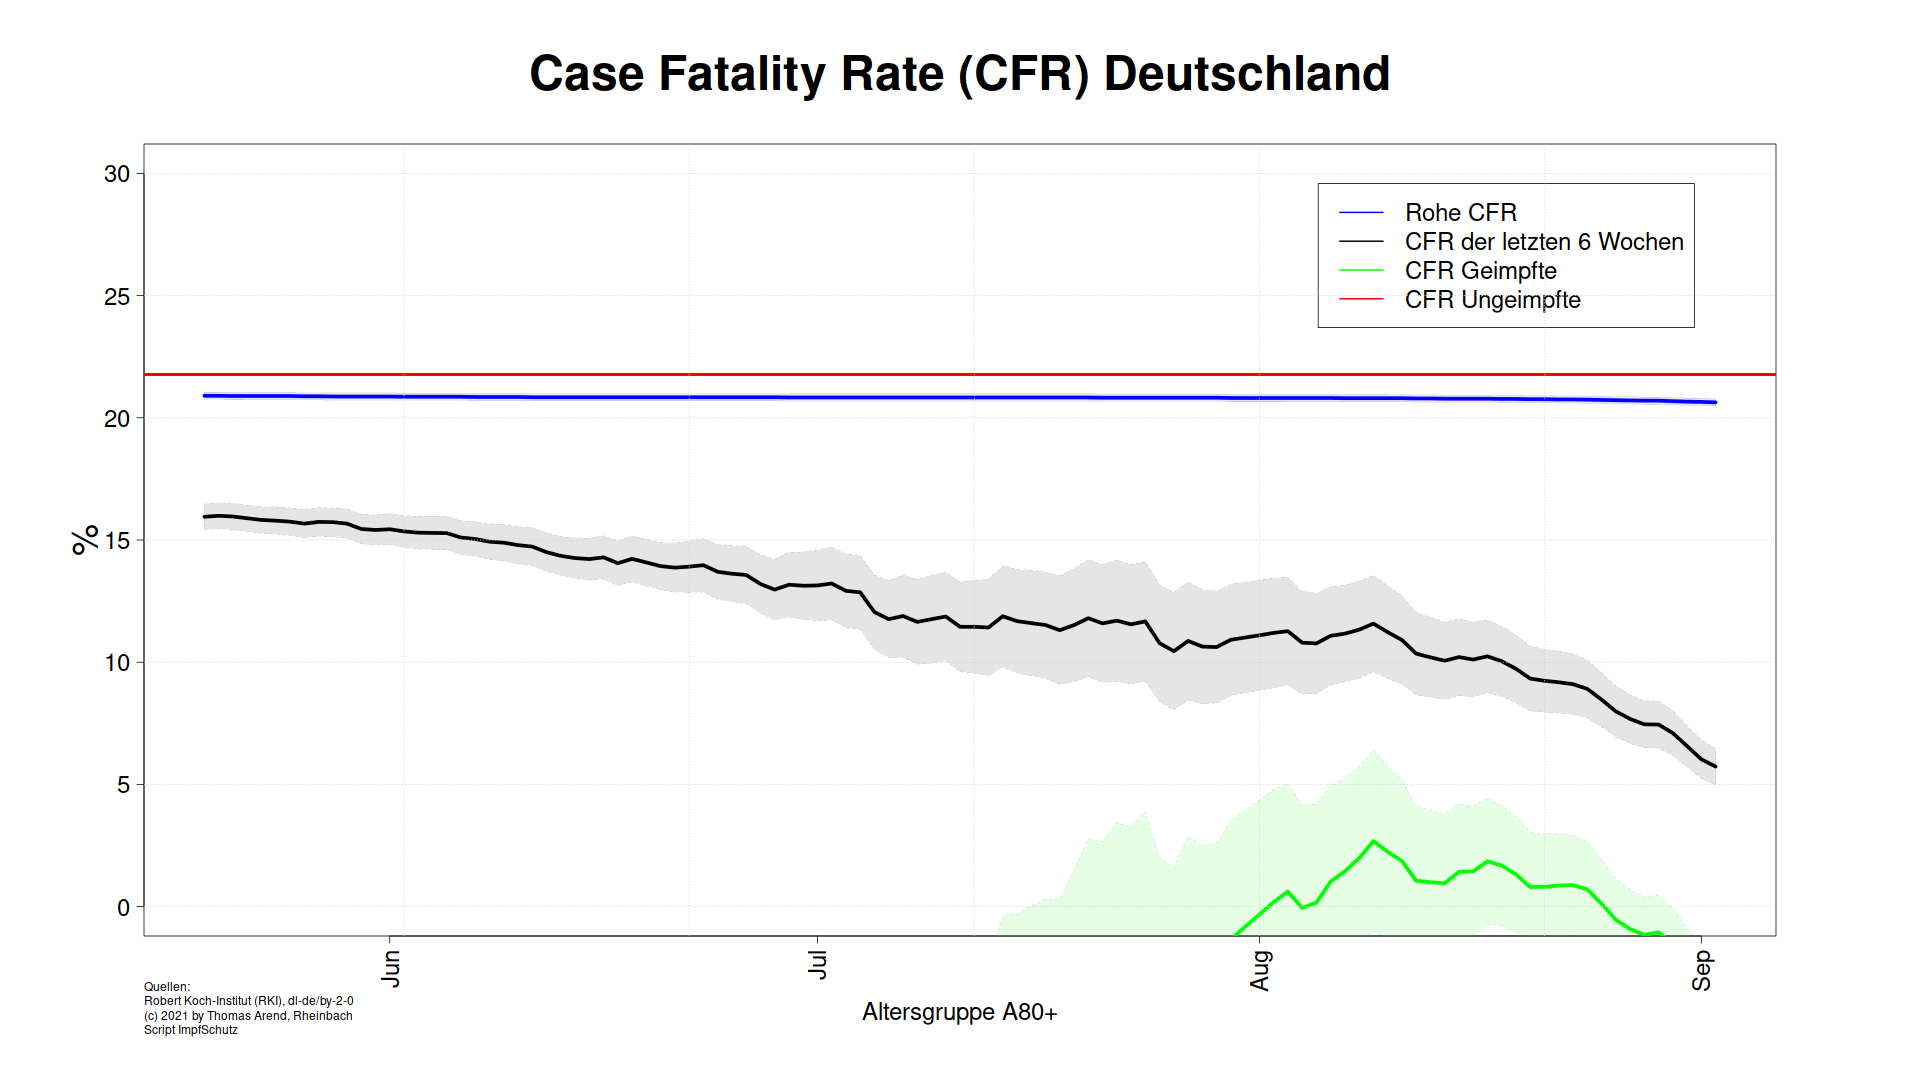 Case Fatality Rate (CFR) Deutschland
30
25
20
15
10
5
0
%
Rohe CFR
CFR der letzten 6 Wochen
CFR Geimpfte
CFR Ungeimpfte
Jun
Jul
Aug
Sep
Altersgruppe A80+
Quellen:
Robert Koch-Institut (RKI), dl-de/by-2-0
(c) 2021 by Thomas Arend, Rheinbach
Script ImpfSchutz